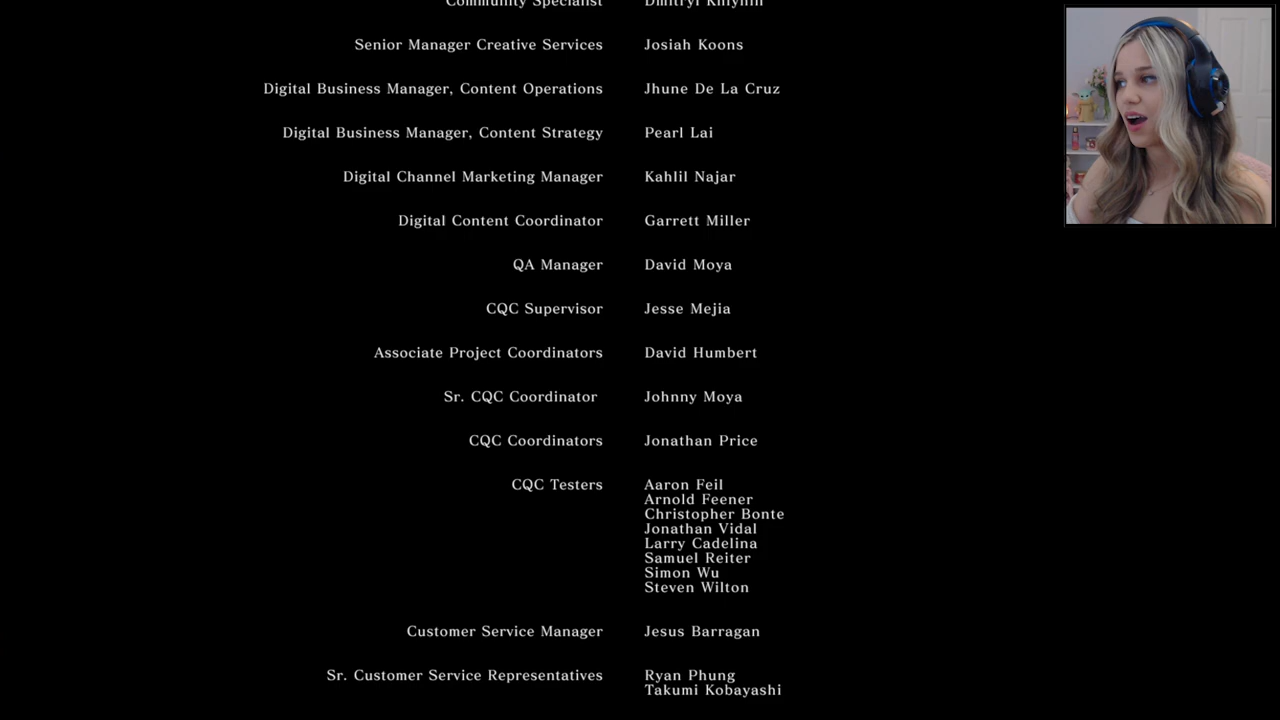 Community Specialist
Senior Manager Creative Services Josiah Koons
Digital Business Manager, Content Operations Jhune De La Cruz
Digital Business Manager, Content Strategy Pearl Lai
Digital Channel Marketing Manager Kahlil Najar
Digital Content Coordinator Garrett Miller
QA Manager David Moya
CQC Supervisor Jesse Mejia
Associate Project Coordinators David Humbert
Sr. CQC Coordinator Johnny Moya
CQC Coordinators Jonathan Price
CQC Testers Aaron Feil
Arnold Feener
Christopher Bonte
Jonathan Vidal
Larry Cadelina
Samuel Reiter
Simon Wu
Steven Wilton
Customer Service Manager Jesus Barragan
Sr. Customer Service Representatives Ryan Phung
Takumi Kobayashi